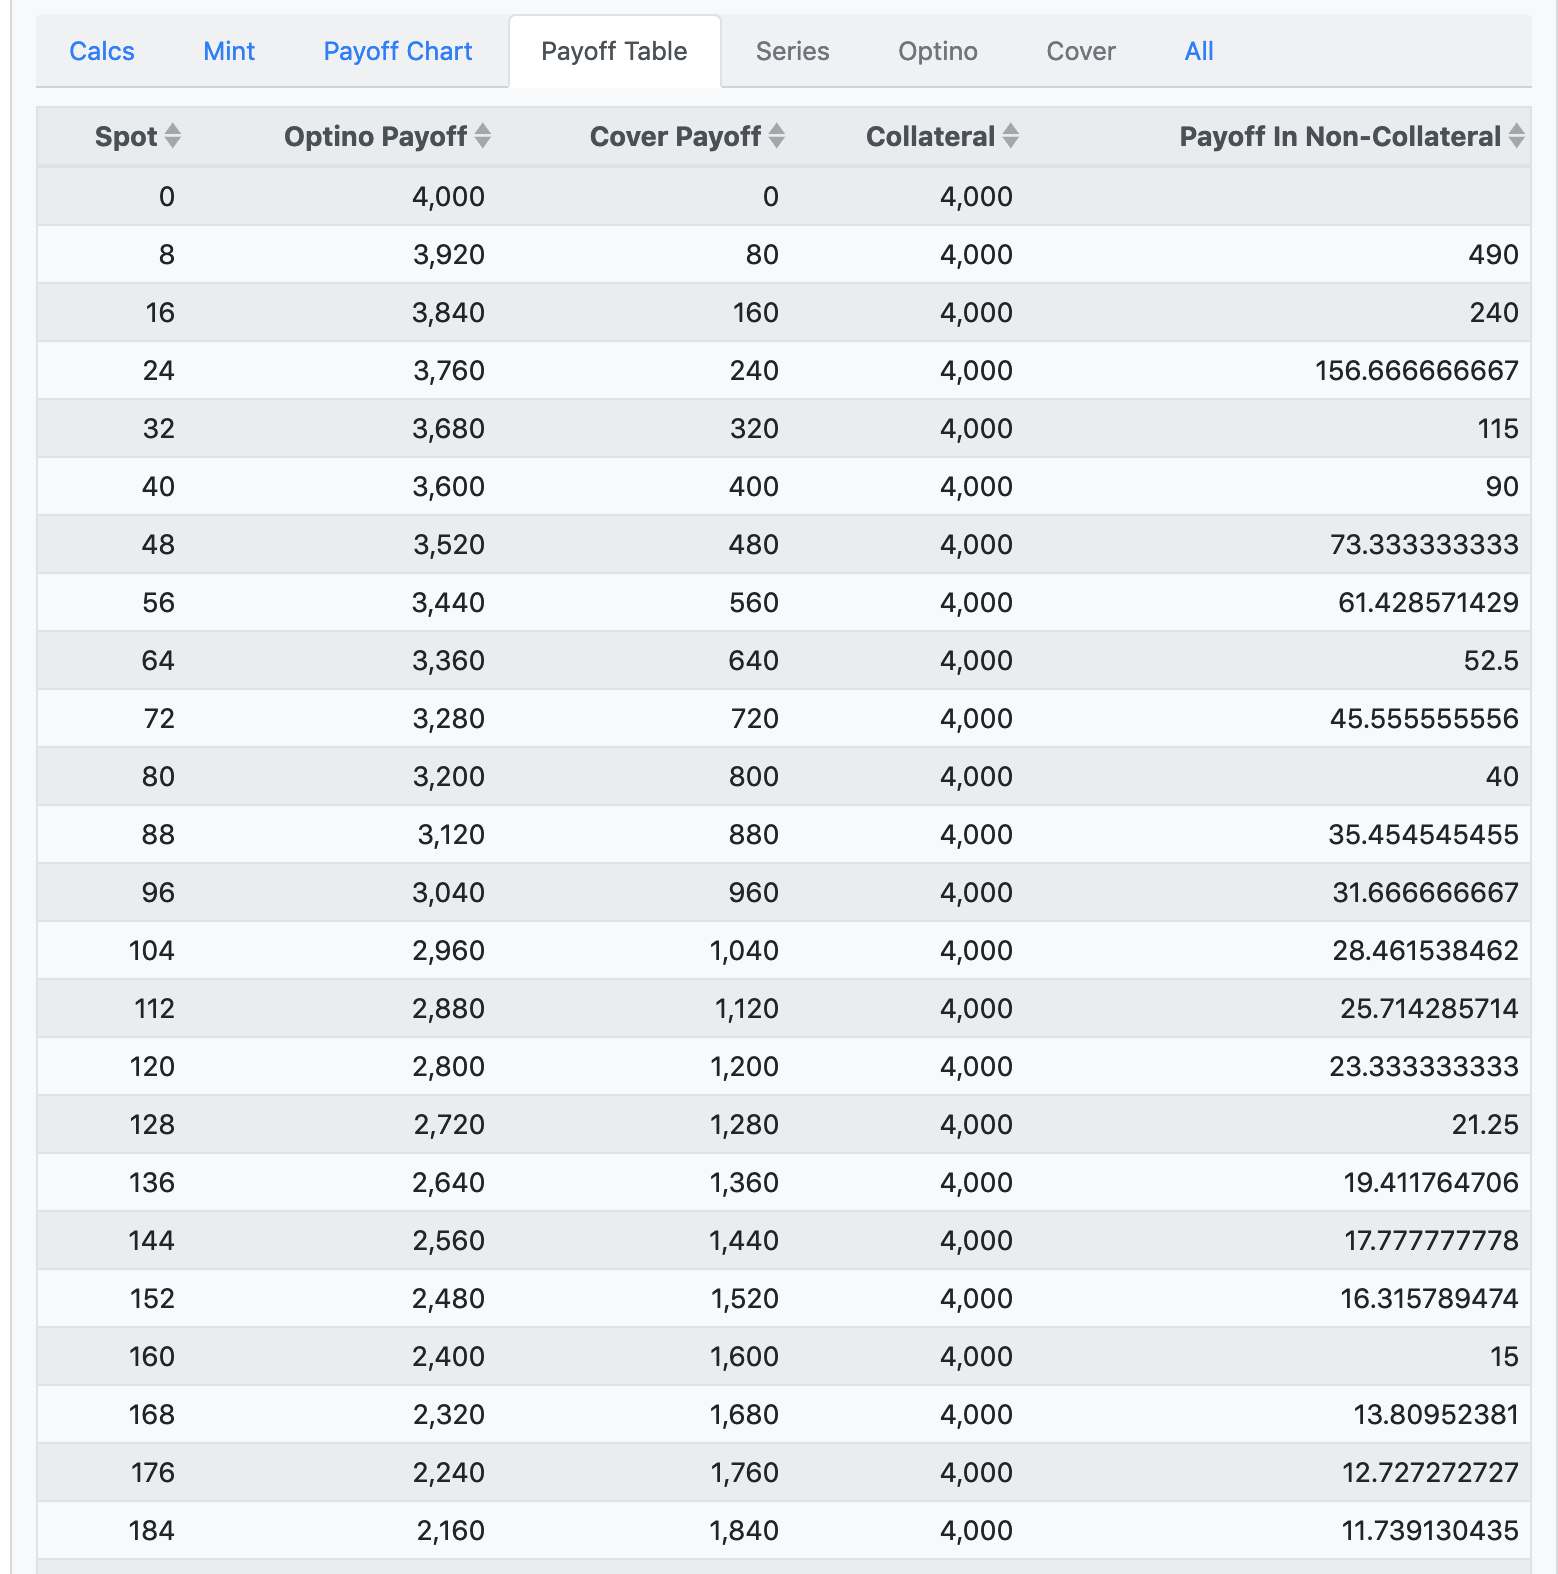 Calcs Mint Payoff Chart Payoff Table Series Optino Cover All
Spot Optino Payoff Cover Payoff Collateral Payoff In Non-Collateral
0 4,000 0 4,000
8 3,920 80 4,000 490
16 3,840 160 4,000 240
24 3,760 240 4,000 156.666666667
32 3,680 320 4,000 115
40 3,600 400 4,000 90
48 3,520 480 4,000 73.333333333
56 3,440 560 4,000 61.428571429
64 3,360 640 4,000 52.5
72 3,280 720 4,000 45.555555556
80 3,200 800 4,000 40
88 3,120 880 4,000 35.454545455
96 3,040 960 4,000 31.666666667
104 2,960 1,040 4,000 28.461538462
112 2,880 1,120 4,000 25.714285714
120 2,800 1,200 4,000 23.333333333
128 2,720 1,280 4,000 21.25
136 2,640 1,360 4,000 19.411764706
144 2,560 1,440 4,000 17.777777778
152 2,480 1,520 4,000 16.315789474
160 2,400 1,600 4,000 15
168 2,320 1,680 4,000 13.80952381
176 2,240 1,760 4,000 12.727272727
184 2,160 1,840 4,000 11.739130435